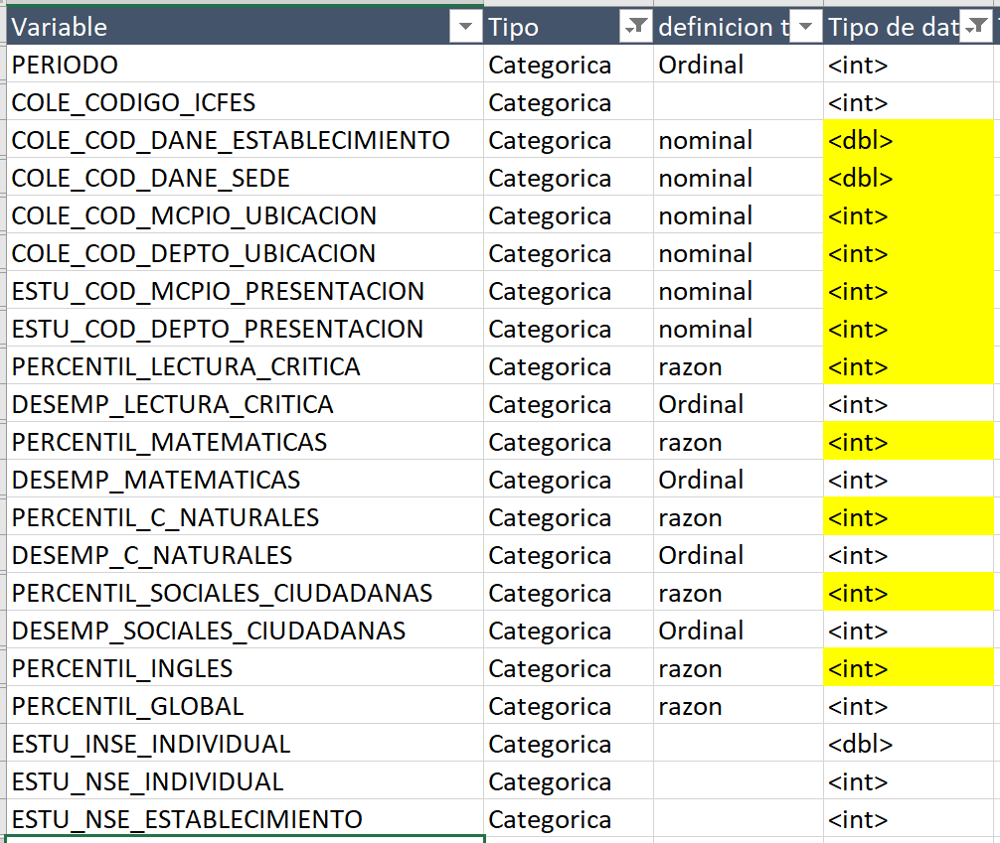 Variable Tipo definicion t Tipo de dat
PERIODO Categorica Ordinal <int>
COLE_CODIGO_ICFES Categorica <int>
COLE_COD_DANE_ESTABLECIMIENTO Categorica nominal <dbl>
COLE_COD_DANE_SEDE Categorica nominal <dbl>
COLE_COD_MCPIO_UBICACION Categorica nominal <int>
COLE_COD_DEPTO_UBICACION Categorica nominal <int>
ESTU_COD_MCPIO_PRESENTACION Categorica nominal <int>
ESTU_COD_DEPTO_PRESENTACION Categorica nominal <int>
PERCENTIL_LECTURA_CRITICA Categorica razon <int>
DESEMP_LECTURA_CRITICA Categorica Ordinal <int>
PERCENTIL_MATEMATICAS Categorica razon <int>
DESEMP_MATEMATICAS Categorica Ordinal <int>
PERCENTIL_C_NATURALES Categorica razon <int>
DESEMP_C_NATURALES Categorica Ordinal <int>
PERCENTIL_SOCIALES_CIUDADANAS Categorica razon <int>
DESEMP_SOCIALES_CIUDADANAS Categorica Ordinal <int>
PERCENTIL_INGLES Categorica razon <int>
PERCENTIL_GLOBAL Categorica razon <int>
ESTU_INSE_INDIVIDUAL Categorica <dbl>
ESTU_NSE_INDIVIDUAL Categorica <int>
ESTU_NSE_ESTABLECIMIENTO Categorica <int>